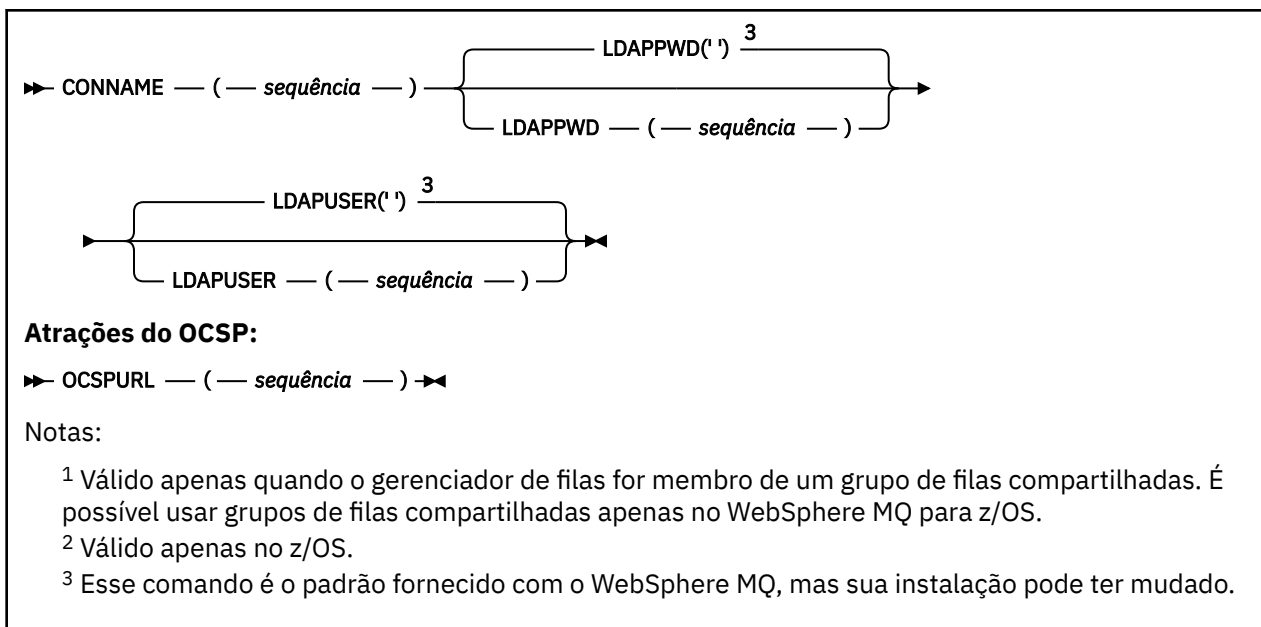 LDAPPWD(' ') 3
CONNAME ( sequência )
LDAPPWD ( sequência )
LDAPUSER(' ') 3
LDAPUSER ( sequência )
Atrações do OCSP:
OCSPURL ( sequência )
Notas:
1 Válido apenas quando o gerenciador de filas for membro de um grupo de filas compartilhadas. É
possível usar grupos de filas compartilhadas apenas no WebSphere MQ para z/OS.
2 Válido apenas no z/OS.
3 Esse comando é o padrão fornecido com o WebSphere MQ, mas sua instalação pode ter mudado.